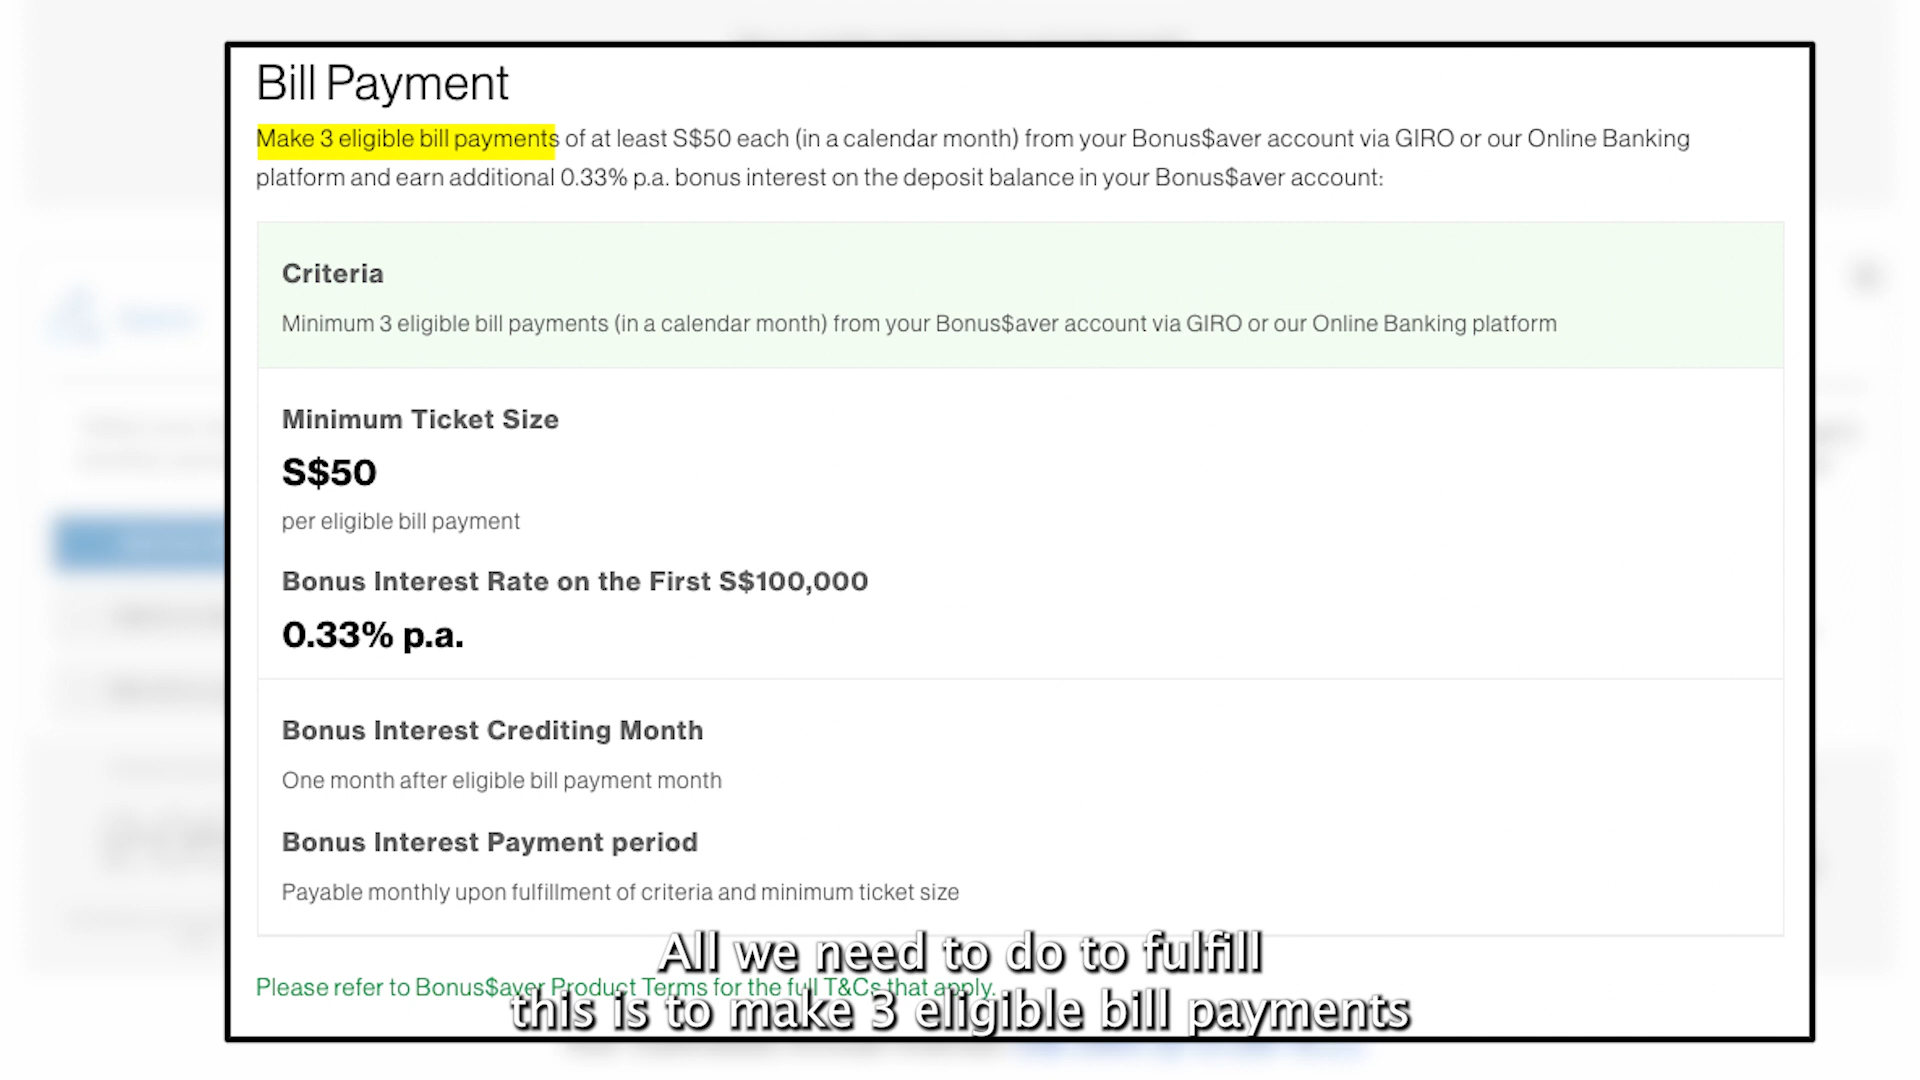 Bill Payment
Make 3 eligible bill payments of at least S$50 each (in a calendar month) from your Bonus$aver account via GIRO or our Online Banking
platform and earn additional 0.33% p.a. bonus interest on the deposit balance in your Bonus$aver account:
Criteria
Minimum 3 eligible bill payments (in a calendar month) from your Bonus$aver account via GIRO or our Online Banking platform
Minimum Ticket Size
S$50
per eligible bill payment
Bonus Interest Rate on the First S$100,000
0.33% p.a.
Bonus Interest Crediting Month
One month after eligible bill payment month
Bonus Interest Payment period
Payable monthly upon fulfillment of criteria and minimum ticket size
Please refer to Bonus$aver Product Terms for the full T&Cs that apply.
All we need to do to fulfill
this is to make 3 eligible bill payments